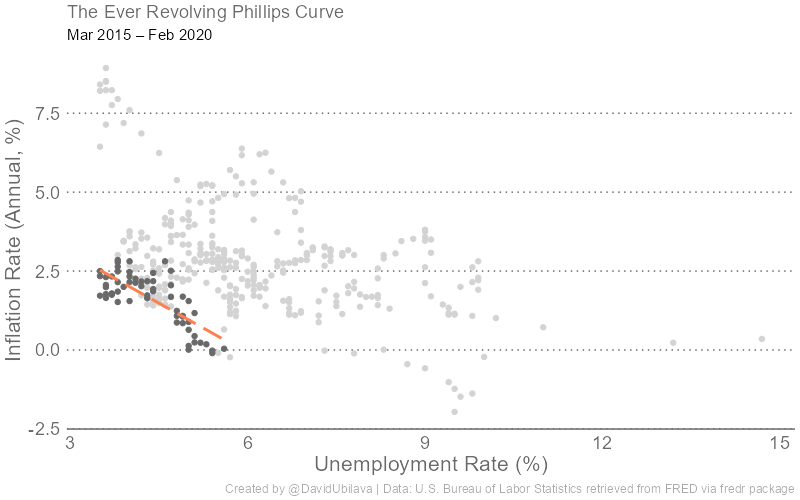 The Ever Revolving Phillips Curve
Mar 2015 – Feb 2020
Inflation Rate (Annual, %)
7.5
5.0
2.5
0.0
-2.5
3
6
9
12
15
Unemployment Rate (%)
Created by @DavidUbilava | Data: U.S. Bureau of Labor Statistics retrieved from FRED via fredr package